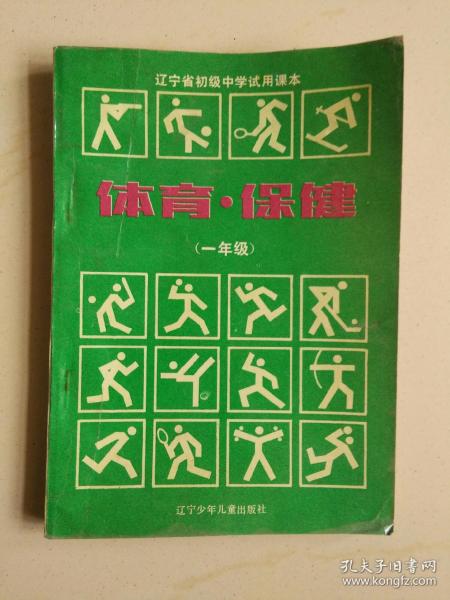 辽宁省初级中学试用课本
体育·保健
(一年级)
辽宁少年儿童出版社
孔夫子旧书网
www.kongfz.com